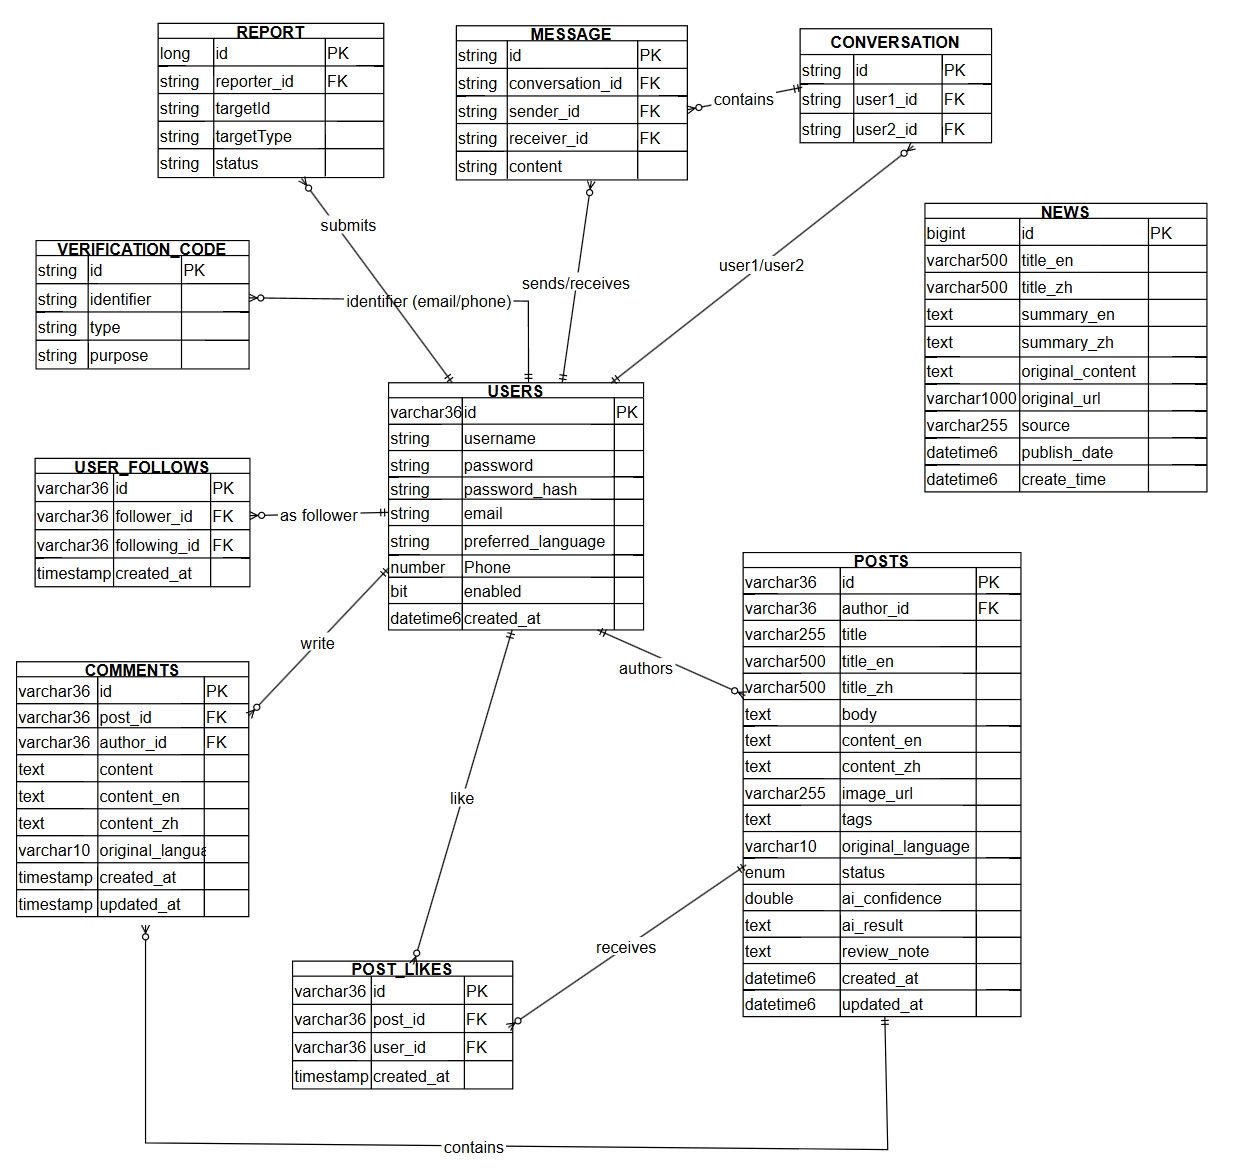 REPORT
long id PK
string reporter_id FK
string targetId
string targetType
string status
MESSAGE
string id PK
string conversation_id FK
string sender_id FK
string receiver_id FK
string content
CONVERSATION
string id PK
string user1_id FK
string user2_id FK
contains
submits
sends/receives
user1/user2
NEWS
bigint id PK
varchar500 title_en
varchar500 title_zh
text summary_en
text summary_zh
text original_content
varchar1000 original_url
varchar255 source
datetime6 publish_date
datetime6 create_time
VERIFICATION_CODE
string id PK
string identifier
string type
string purpose
identifier (email/phone)
USERS
varchar36 id PK
string username
string password
string password_hash
string email
string preferred_language
number Phone
bit enabled
datetime6 created_at
USER_FOLLOWS
varchar36 id PK
varchar36 follower_id FK
varchar36 following_id FK
timestamp created_at
as follower
write
authors
like
receives
POSTS
varchar36 id PK
varchar36 author_id FK
varchar255 title
varchar500 title_en
varchar500 title_zh
text body
text content_en
text content_zh
varchar255 image_url
text tags
varchar10 original_language
enum status
double ai_confidence
text ai_result
text review_note
datetime6 created_at
datetime6 updated_at
COMMENTS
varchar36 id PK
varchar36 post_id FK
varchar36 author_id FK
text content
text content_en
text content_zh
varchar10 original_langua
timestamp created_at
timestamp updated_at
POST_LIKES
varchar36 id PK
varchar36 post_id FK
varchar36 user_id FK
timestamp created_at
contains